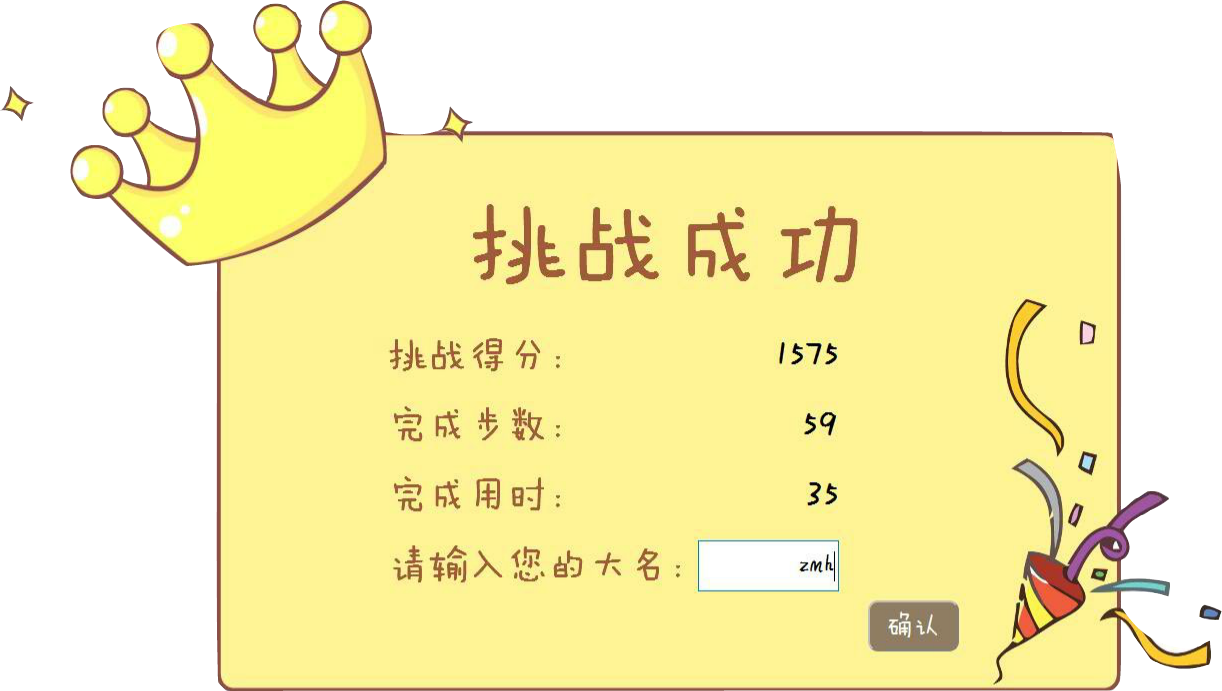 挑战成功
挑战得分： 1575
完成步数： 59
完成用时： 35
请输入您的大名： zmh
确认